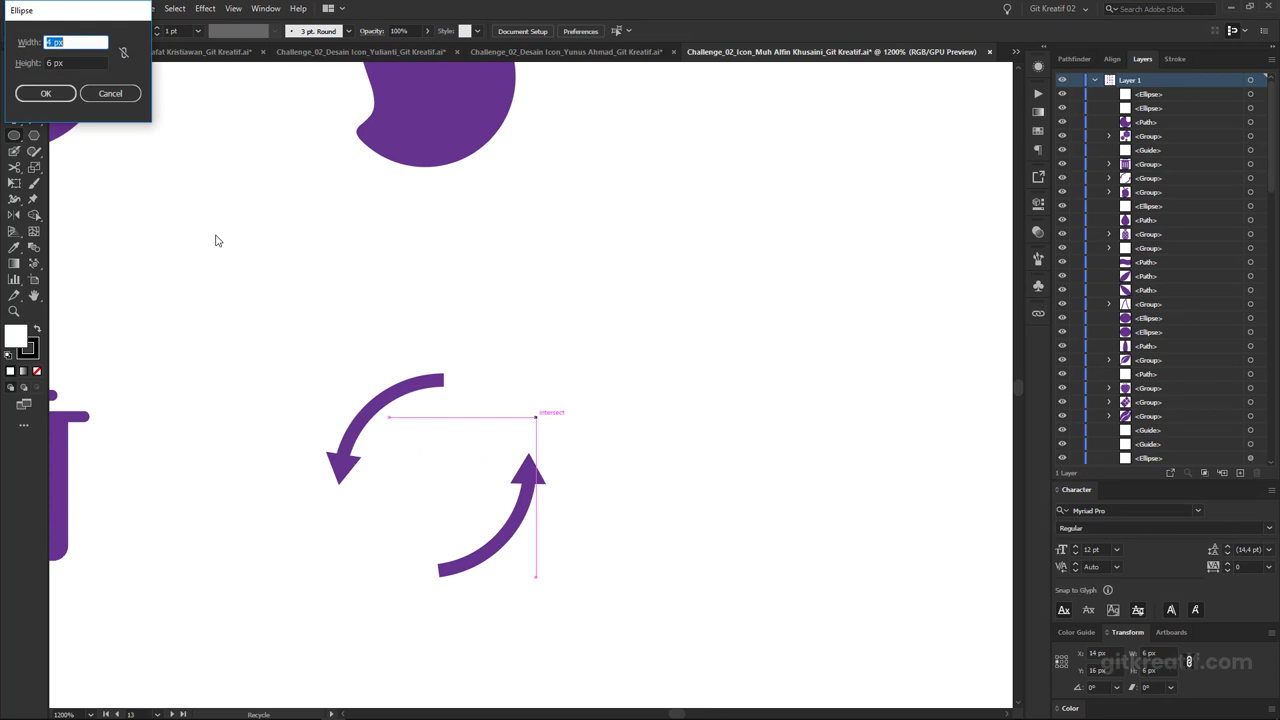 Ellipse
Width: 4 px
Height: 6 px
OK
Cancel
Select Effect View Window Help
Git Kreatif 02
Search Adobe Stock
1 pt
3 pt. Round
Opacity: 100%
Style:
Document Setup
Preferences
afat Kristiawan_Git Kreatif.ai*
Challenge_02_Desain Icon_Yulianti_Git Kreatif.ai*
Challenge_02_Desain Icon_Yunus Ahmad_Git Kreatif.ai*
Challenge_02_Icon_Muh Alfin Khusaini_Git Kreatif.ai* @ 1200% (RGB/GPU Preview)
Pathfinder Align Layers Stroke
Layer 1
<Ellipse>
<Ellipse>
<Path>
<Group>
<Guide>
<Group>
<Group>
<Group>
<Ellipse>
<Path>
<Group>
<Group>
<Path>
<Path>
<Path>
<Group>
<Ellipse>
<Ellipse>
<Path>
<Group>
<Path>
<Group>
<Group>
<Group>
<Guide>
<Guide>
<Ellipse>
1 Layer
intersect
Character
Myriad Pro
Regular
12 pt
(14,4 pt)
Auto
0
Snap to Glyph
Color Guide Transform Artboards
X: 14 px W: 6 px
Y: 16 px H: 6 px
0°
0°
gitkreatif.com
Color
1200%
13
Recycle